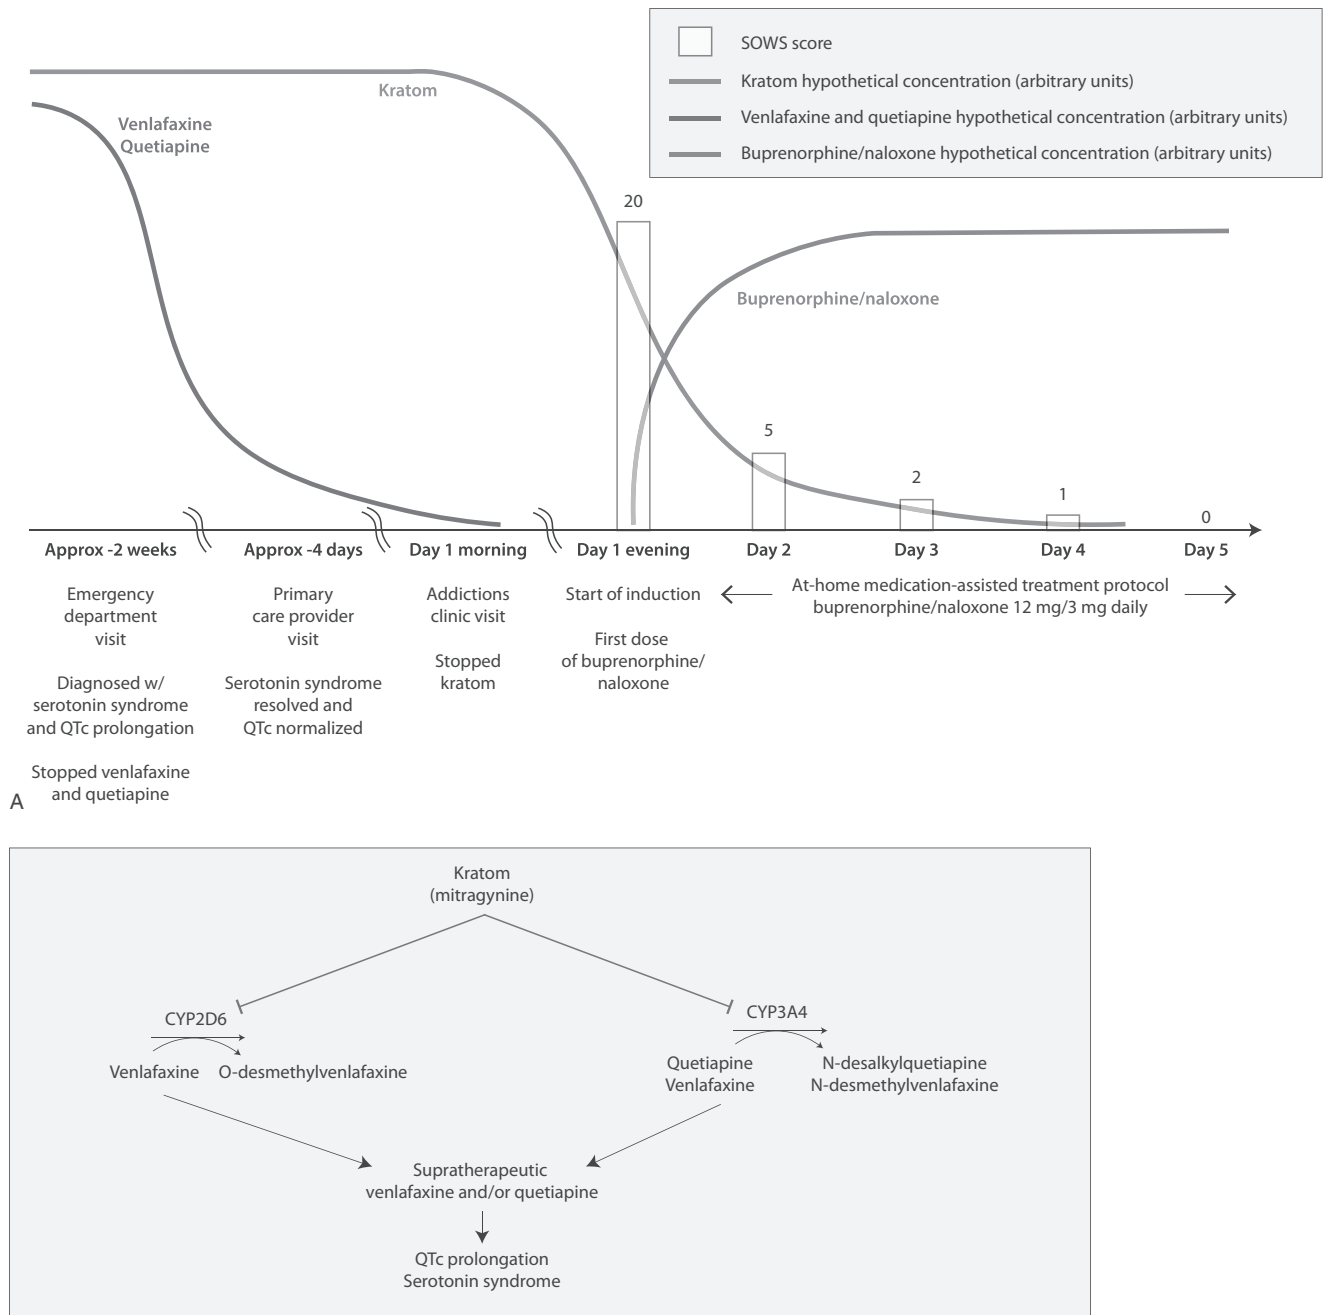 SOWS score
Kratom hypothetical concentration (arbitrary units)
Venlafaxine and quetiapine hypothetical concentration (arbitrary units)
Buprenorphine/naloxone hypothetical concentration (arbitrary units)
Kratom
Venlafaxine
Quetiapine
20
Buprenorphine/naloxone
5
2
1
0
Approx -2 weeks
Approx -4 days
Day 1 morning
Day 1 evening
Day 2
Day 3
Day 4
Day 5
Emergency
department
visit
Diagnosed w/
serotonin syndrome
and QTc prolongation
Stopped venlafaxine
and quetiapine
Primary
care provider
visit
Serotonin syndrome
resolved and
QTc normalized
Addictions
clinic visit
Stopped
kratom
Start of induction
First dose
of buprenorphine/
naloxone
At-home medication-assisted treatment protocol
buprenorphine/naloxone 12 mg/3 mg daily
A
Kratom
(mitragynine)
CYP2D6
Venlafaxine
O-desmethylvenlafaxine
CYP3A4
Quetiapine
Venlafaxine
N-desalkylquetiapine
N-desmethylvenlafaxine
Supratherapeutic
venlafaxine and/or quetiapine
QTc prolongation
Serotonin syndrome